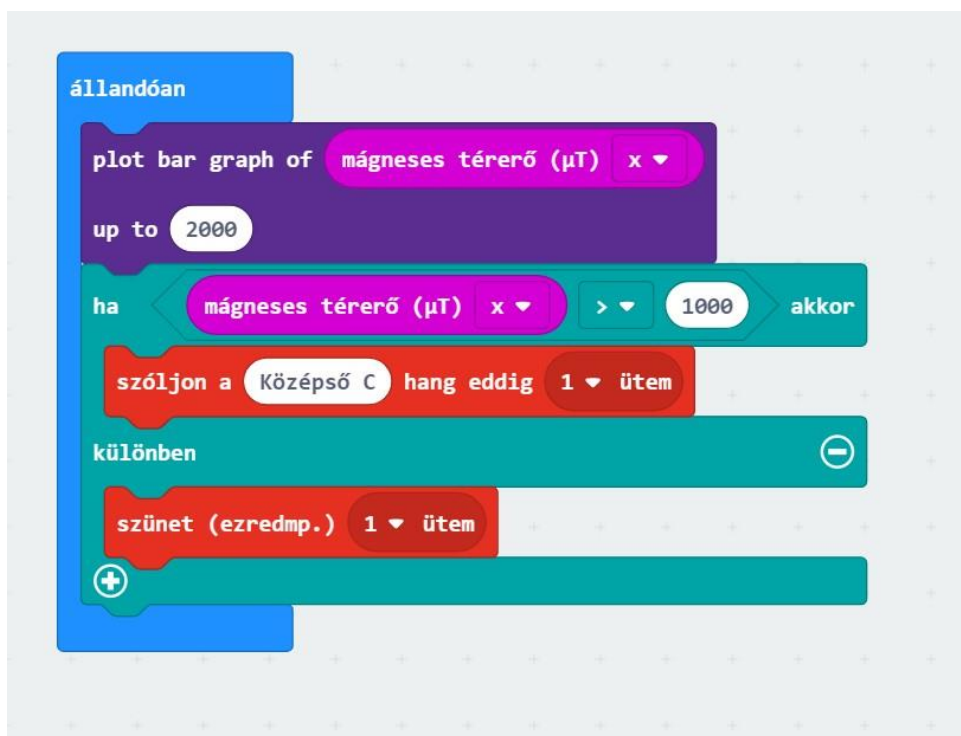 állandóan
plot bar graph of mágneses térerő (µT) x
up to 2000
ha mágneses térerő (µT) x > 1000 akkor
szóljon a Középső C hang eddig 1 ütem
különben
szünet (ezredmp.) 1 ütem